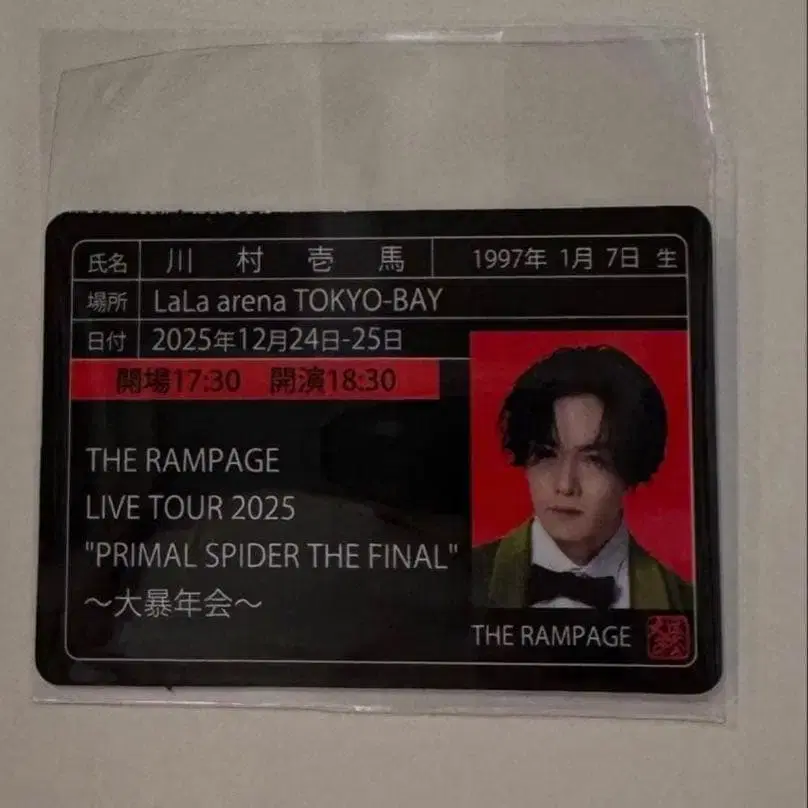 氏名 川 村 壱 馬 1997年 1月 7日 生
場所 LaLa arena TOKYO-BAY
日付 2025年12月24日-25日
開場17:30 開演18:30
THE RAMPAGE
LIVE TOUR 2025
"PRIMAL SPIDER THE FINAL"
～大暴年会～
THE RAMPAGE